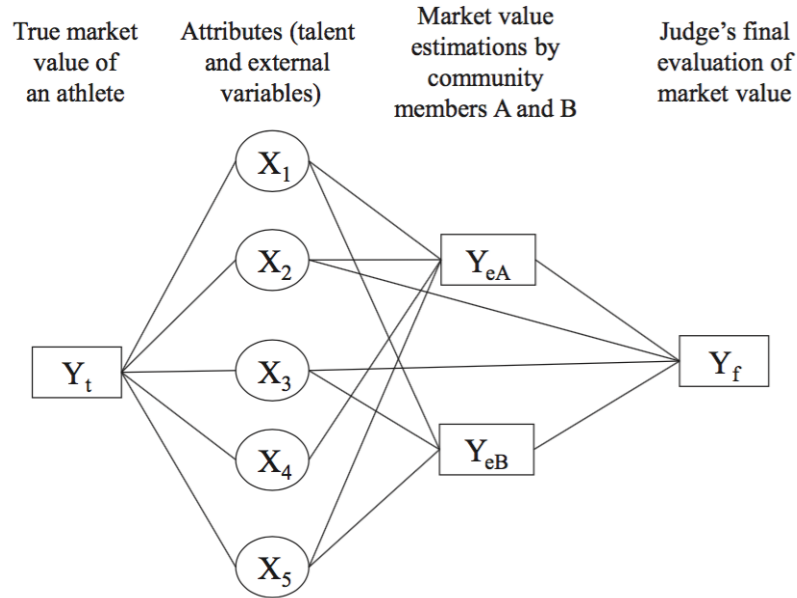 True market
value of
an athlete
Attributes (talent
and external
variables)
Market value
estimations by
community
members A and B
Judge's final
evaluation of
market value
X1
X2
YeA
X3
Yt
Yf
X4
YeB
X5